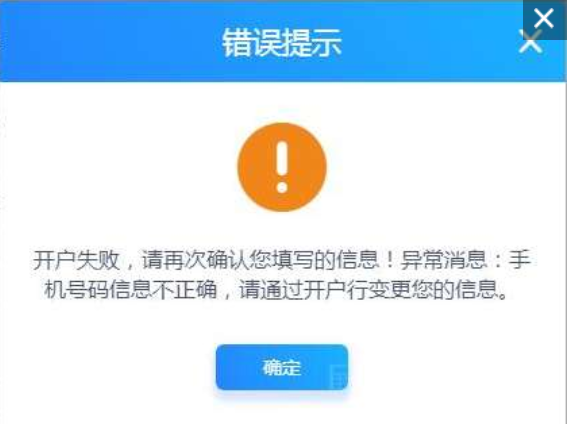 错误提示
开户失败，请再次确认您填写的信息！异常消息：手
机号码信息不正确，请通过开户行变更您的信息。
确定